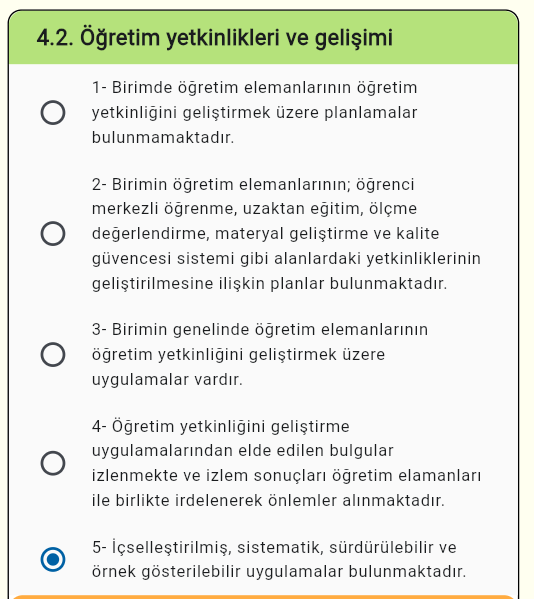 4.2. Öğretim yetkinlikleri ve gelişimi
1- Birimde öğretim elemanlarının öğretim
yetkinliğini geliştirmek üzere planlamalar
bulunmamaktadır.
2- Birimin öğretim elemanlarının; öğrenci
merkezli öğrenme, uzaktan eğitim, ölçme
değerlendirme, materyal geliştirme ve kalite
güvencesi sistemi gibi alanlardaki yetkinliklerinin
geliştirilmesine ilişkin planlar bulunmaktadır.
3- Birimin genelinde öğretim elemanlarının
öğretim yetkinliğini geliştirmek üzere
uygulamalar vardır.
4- Öğretim yetkinliğini geliştirme
uygulamalarından elde edilen bulgular
izlenmekte ve izlem sonuçları öğretim elamanları
ile birlikte irdelenerek önlemler alınmaktadır.
5- İçselleştirilmiş, sistematik, sürdürülebilir ve
örnek gösterilebilir uygulamalar bulunmaktadır.